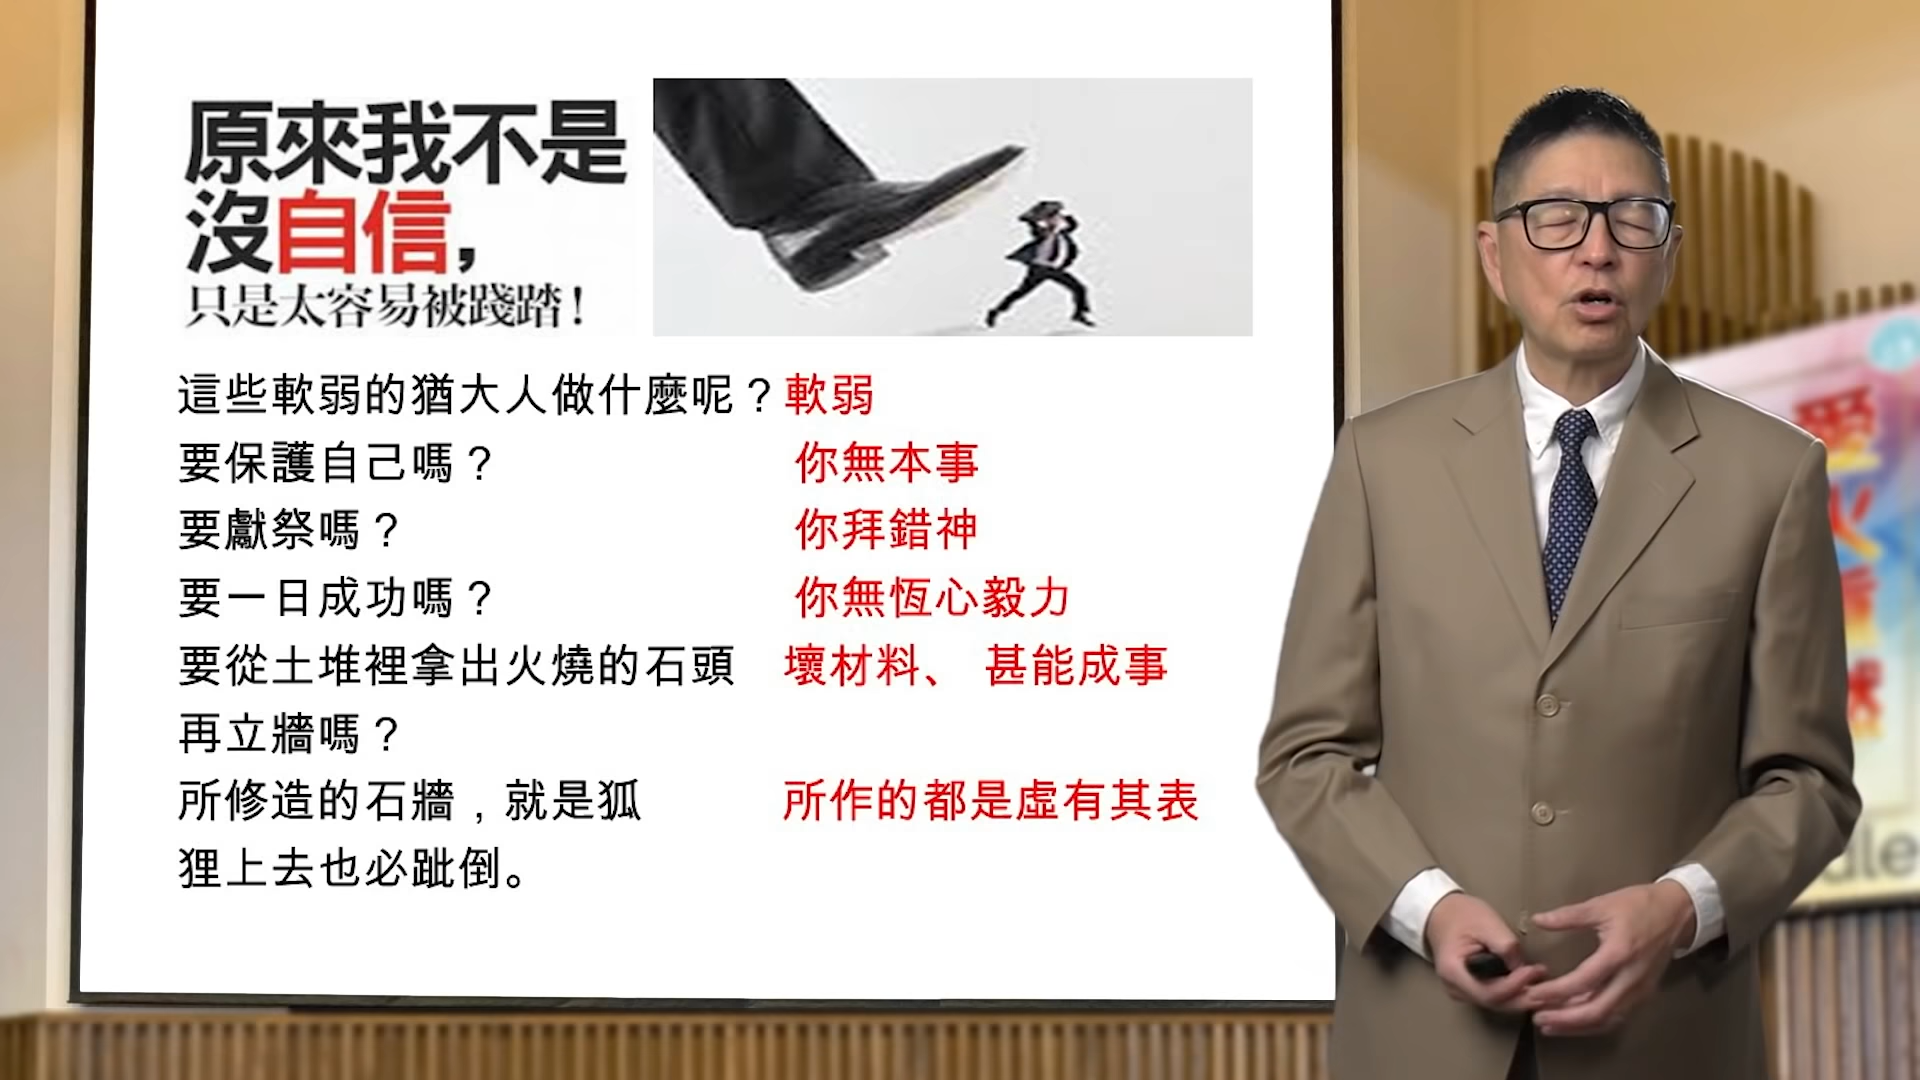 原來我不是
沒自信，
只是太容易被踐踏！
這些軟弱的猶大人做什麼呢？軟弱
要保護自己嗎？ 你無本事
要獻祭嗎？ 你拜錯神
要一日成功嗎？ 你無恆心毅力
要從土堆裡拿出火燒的石頭 壞材料、 甚能成事
再立牆嗎？
所修造的石牆，就是狐 所作的都是虛有其表
狸上去也必跐倒。